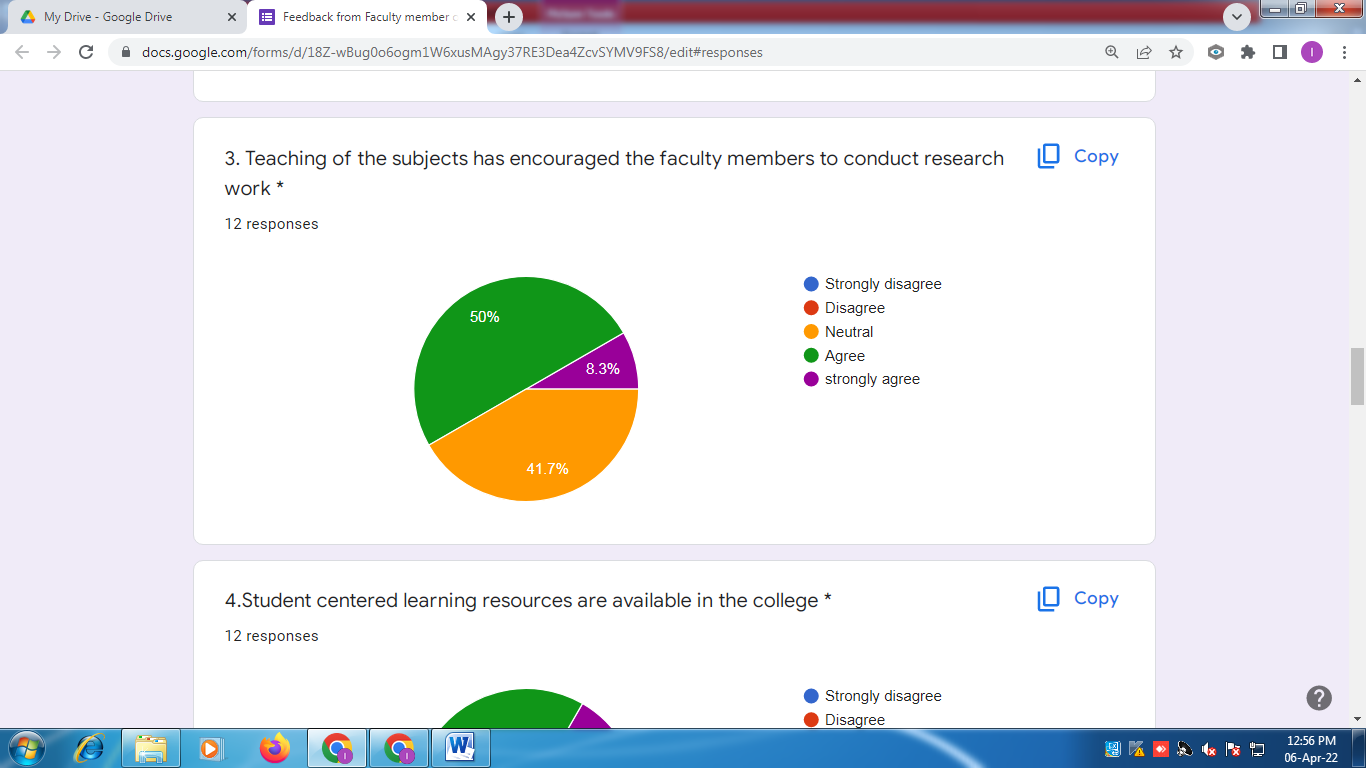 My Drive - Google Drive
Feedback from Faculty member
docs.google.com/forms/d/18Z-wBug0o6ogm1W6xusMAgy37RE3Dea4ZcvSYMV9FS8/edit#responses
I
3. Teaching of the subjects has encouraged the faculty members to conduct research
work *
Copy
12 responses
50%
8.3%
41.7%
Strongly disagree
Disagree
Neutral
Agree
strongly agree
4.Student centered learning resources are available in the college *
Copy
12 responses
Strongly disagree
Disagree
12:56 PM
06-Apr-22